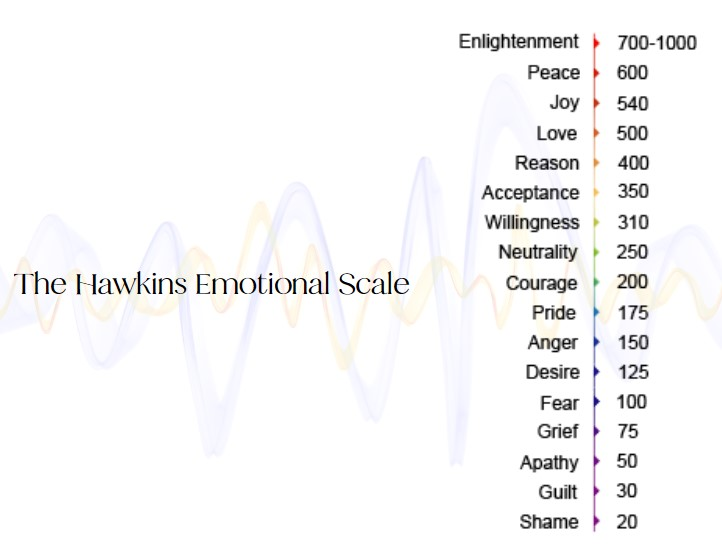 The Hawkins Emotional Scale
Enlightenment 700-1000
Peace 600
Joy 540
Love 500
Reason 400
Acceptance 350
Willingness 310
Neutrality 250
Courage 200
Pride 175
Anger 150
Desire 125
Fear 100
Grief 75
Apathy 50
Guilt 30
Shame 20